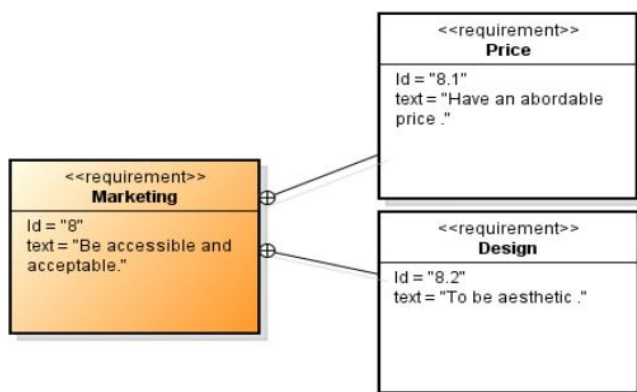 <<requirement>>
Price
Id = "8.1"
text = "Have an abordable
price ."
<<requirement>>
Marketing
Id = "8"
text = "Be accessible and
acceptable."
<<requirement>>
Design
Id = "8.2"
text = "To be aesthetic ."